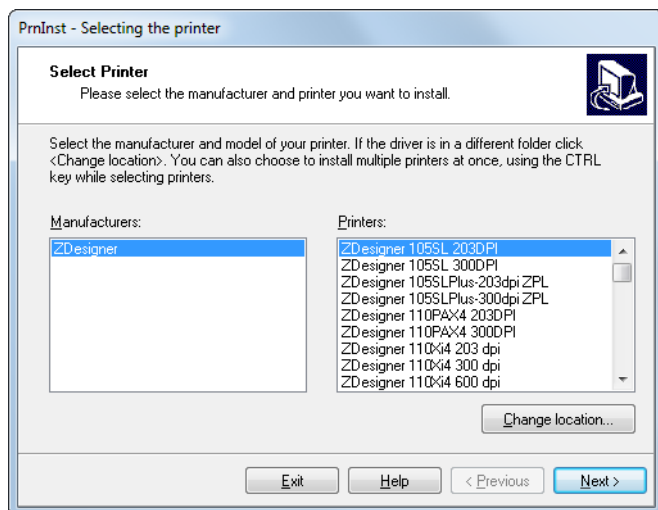 PrnInst - Selecting the printer
Select Printer
Please select the manufacturer and printer you want to install.
Select the manufacturer and model of your printer. If the driver is in a different folder click
<Change location>. You can also choose to install multiple printers at once, using the CTRL
key while selecting printers.
Manufacturers:
ZDesigner
Printers:
ZDesigner 105SL 203DPI
ZDesigner 105SL 300DPI
ZDesigner 105SLPlus-203dpi ZPL
ZDesigner 105SLPlus-300dpi ZPL
ZDesigner 110PAX4 203DPI
ZDesigner 110PAX4 300DPI
ZDesigner 110Xi4 203 dpi
ZDesigner 110Xi4 300 dpi
ZDesigner 110Xi4 600 dpi
Change location...
Exit
Help
< Previous
Next >